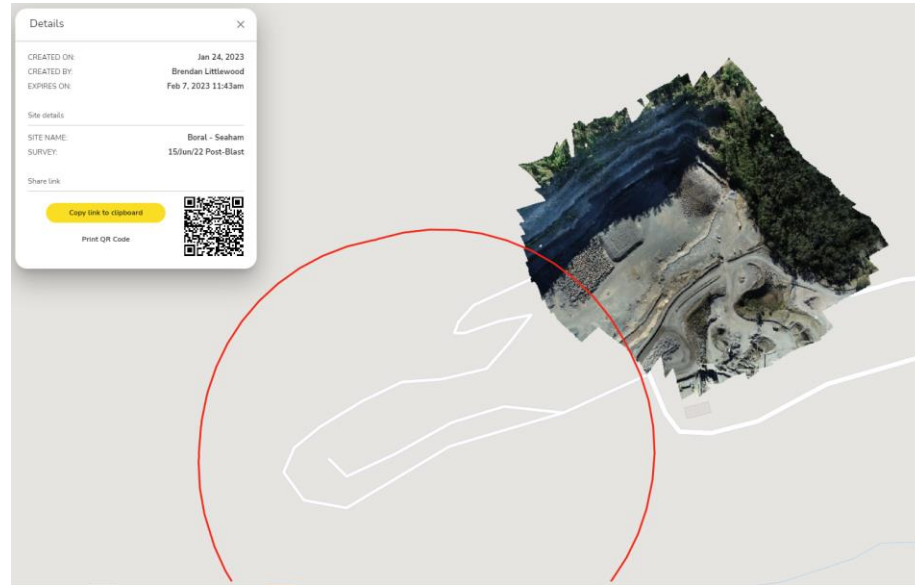 Details
CREATED ON: Jan 24, 2023
CREATED BY: Brendan Littlewood
EXPIRES ON: Feb 7, 2023 11:43am
Site details
SITE NAME: Boral - Seaham
SURVEY: 15/Jun/22 Post-Blast
Share link
Copy link to clipboard
Print QR Code